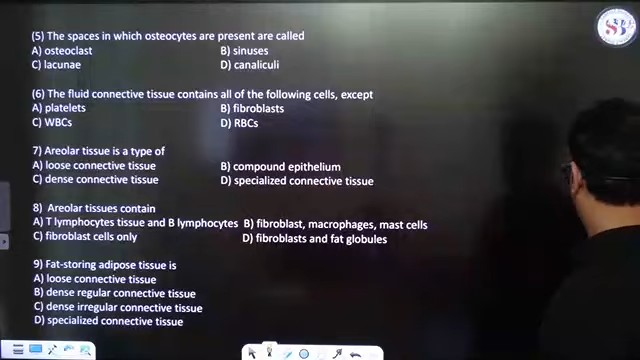 (5) The spaces in which osteocytes are present are called
A) osteoclast B) sinuses
C) lacunae D) canaliculi
(6) The fluid connective tissue contains all of the following cells, except
A) platelets B) fibroblasts
C) WBCs D) RBCs
7) Areolar tissue is a type of
A) loose connective tissue B) compound epithelium
C) dense connective tissue D) specialized connective tissue
8) Areolar tissues contain
A) T lymphocytes tissue and B lymphocytes B) fibroblast, macrophages, mast cells
C) fibroblast cells only D) fibroblasts and fat globules
9) Fat-storing adipose tissue is
A) loose connective tissue
B) dense regular connective tissue
C) dense irregular connective tissue
D) specialized connective tissue